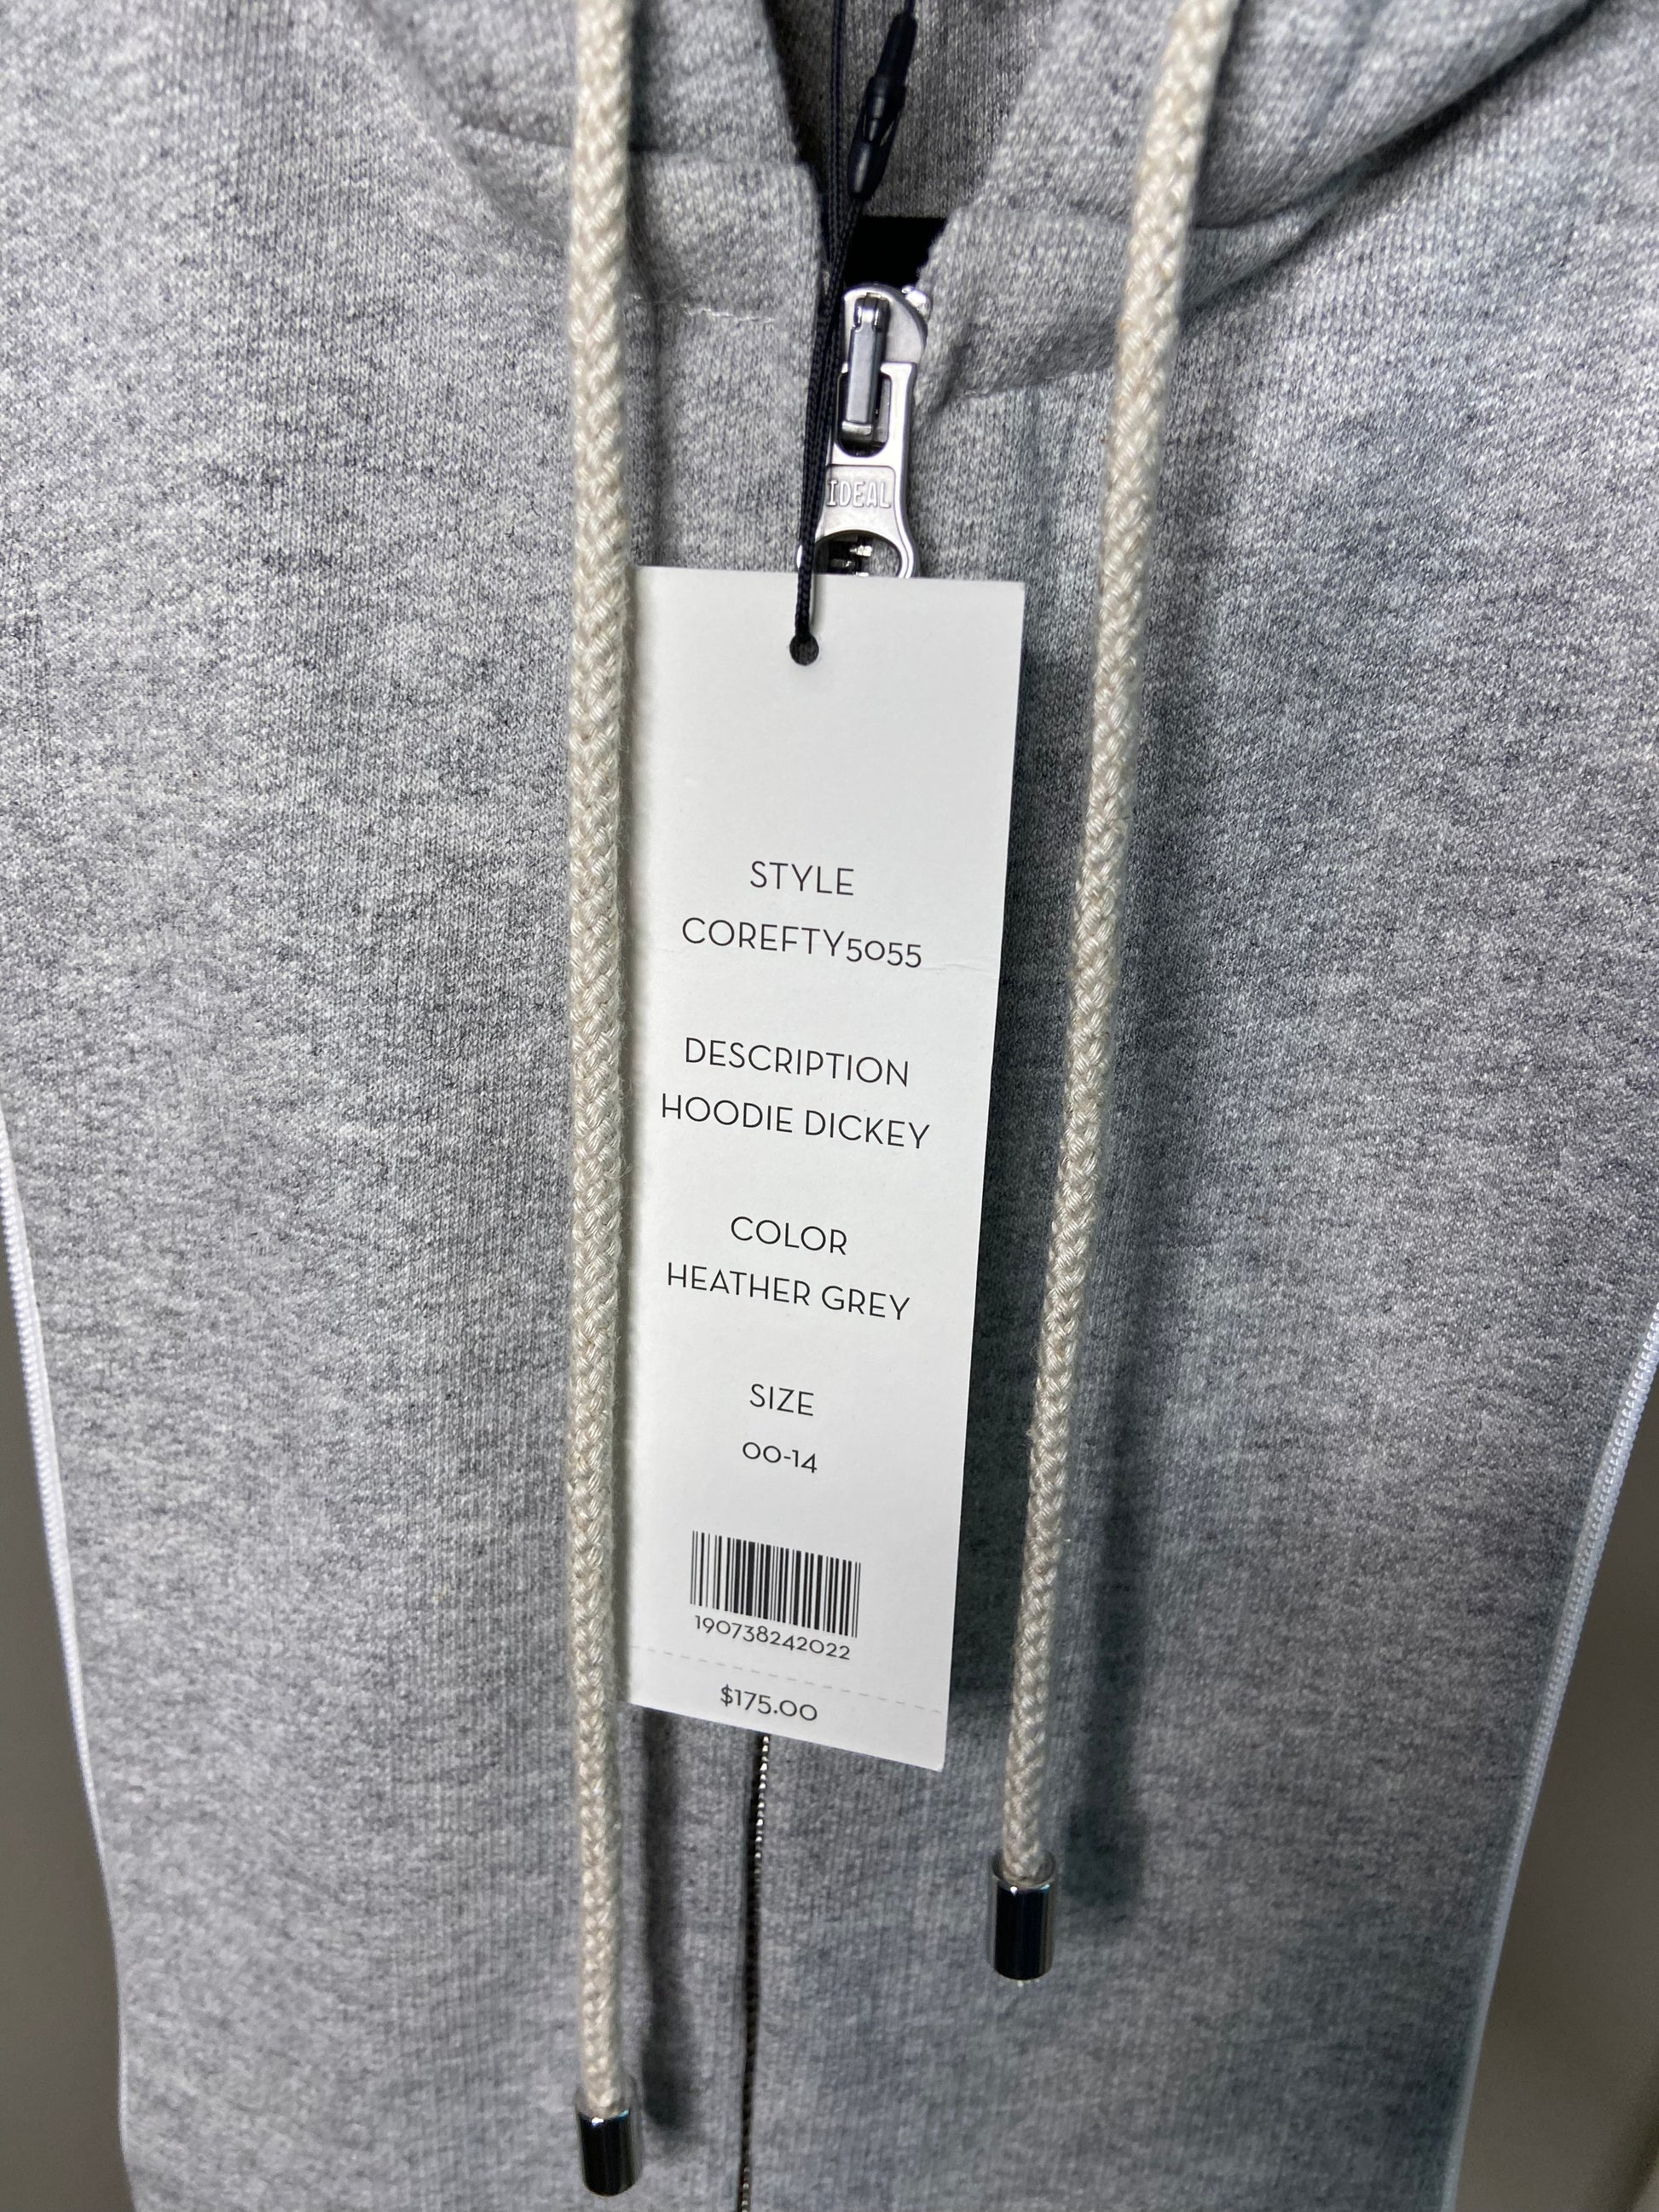 IDEAL
STYLE
COREFTY5055
DESCRIPTION
HOODIE DICKEY
COLOR
HEATHER GREY
SIZE
00-14
190738242022
$175.00